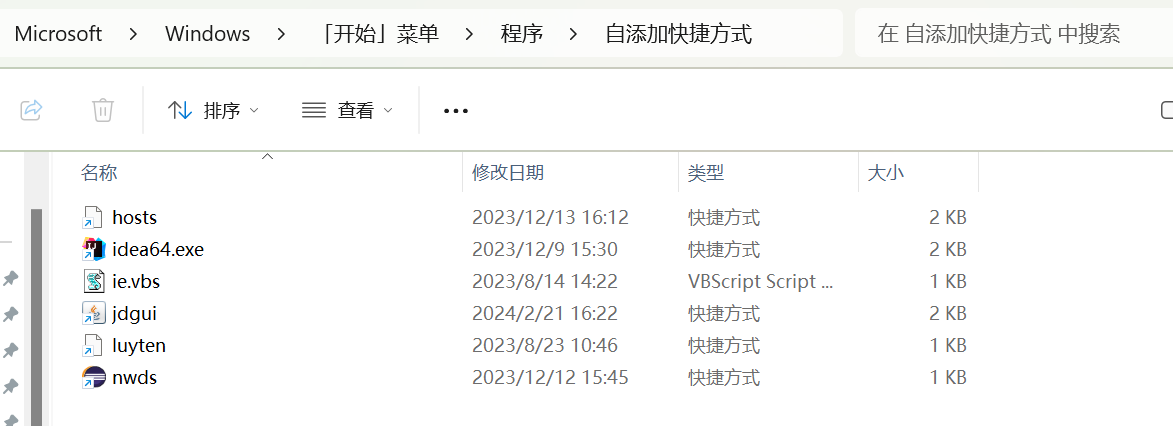 Microsoft > Windows > 「开始」菜单 > 程序 > 自添加快捷方式 在 自添加快捷方式 中搜索
排序 查看 •••
名称 修改日期 类型 大小
hosts 2023/12/13 16:12 快捷方式 2 KB
idea64.exe 2023/12/9 15:30 快捷方式 2 KB
ie.vbs 2023/8/14 14:22 VBScript Script ... 1 KB
jdgui 2024/2/21 16:22 快捷方式 2 KB
luyten 2023/8/23 10:46 快捷方式 1 KB
nwds 2023/12/12 15:45 快捷方式 1 KB